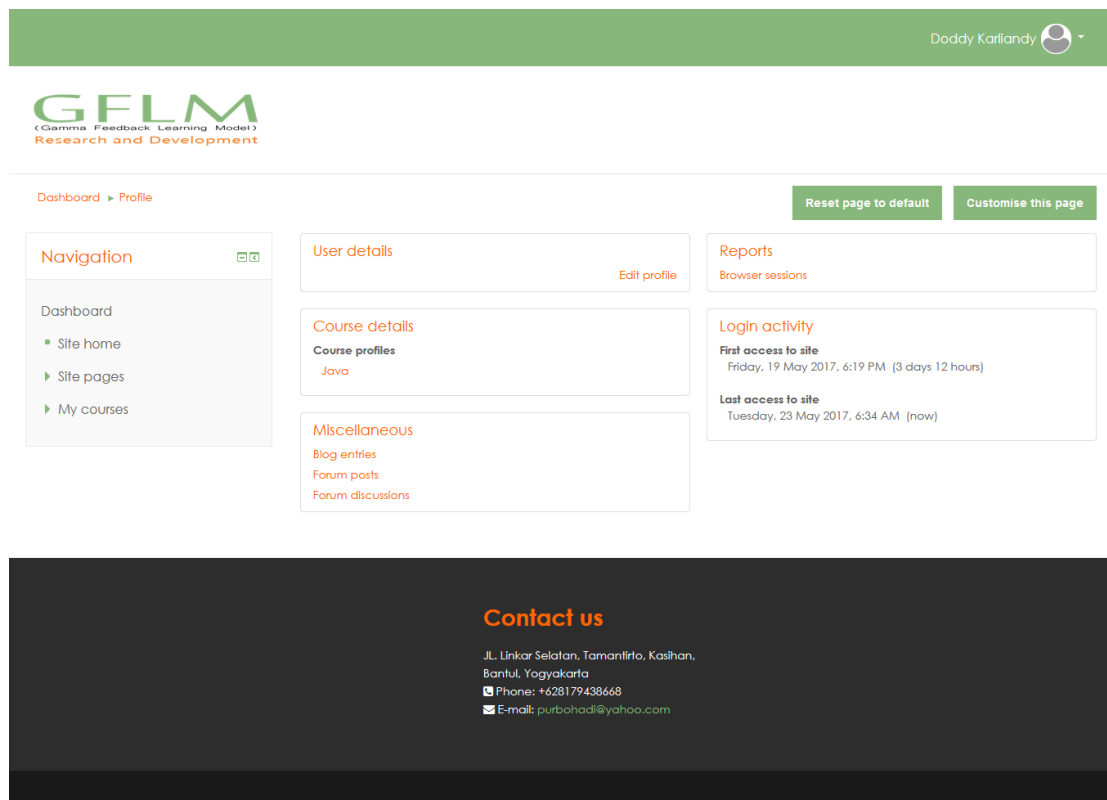 Doddy Karliandy
GFLM
(Gamma Feedback Learning Model)
Research and Development
Dashboard ▸ Profile
Reset page to default
Customise this page
Navigation
Dashboard
Site home
Site pages
My courses
User details
Edit profile
Course details
Course profiles
Java
Miscellaneous
Blog entries
Forum posts
Forum discussions
Reports
Browser sessions
Login activity
First access to site
Friday, 19 May 2017, 6:19 PM  (3 days 12 hours)
Last access to site
Tuesday, 23 May 2017, 6:34 AM  (now)
Contact us
JL. Linkar Selatan, Tamantirto, Kasihan,
Bantul, Yogyakarta
Phone: +628179438668
E-mail: purbohadi@yahoo.com